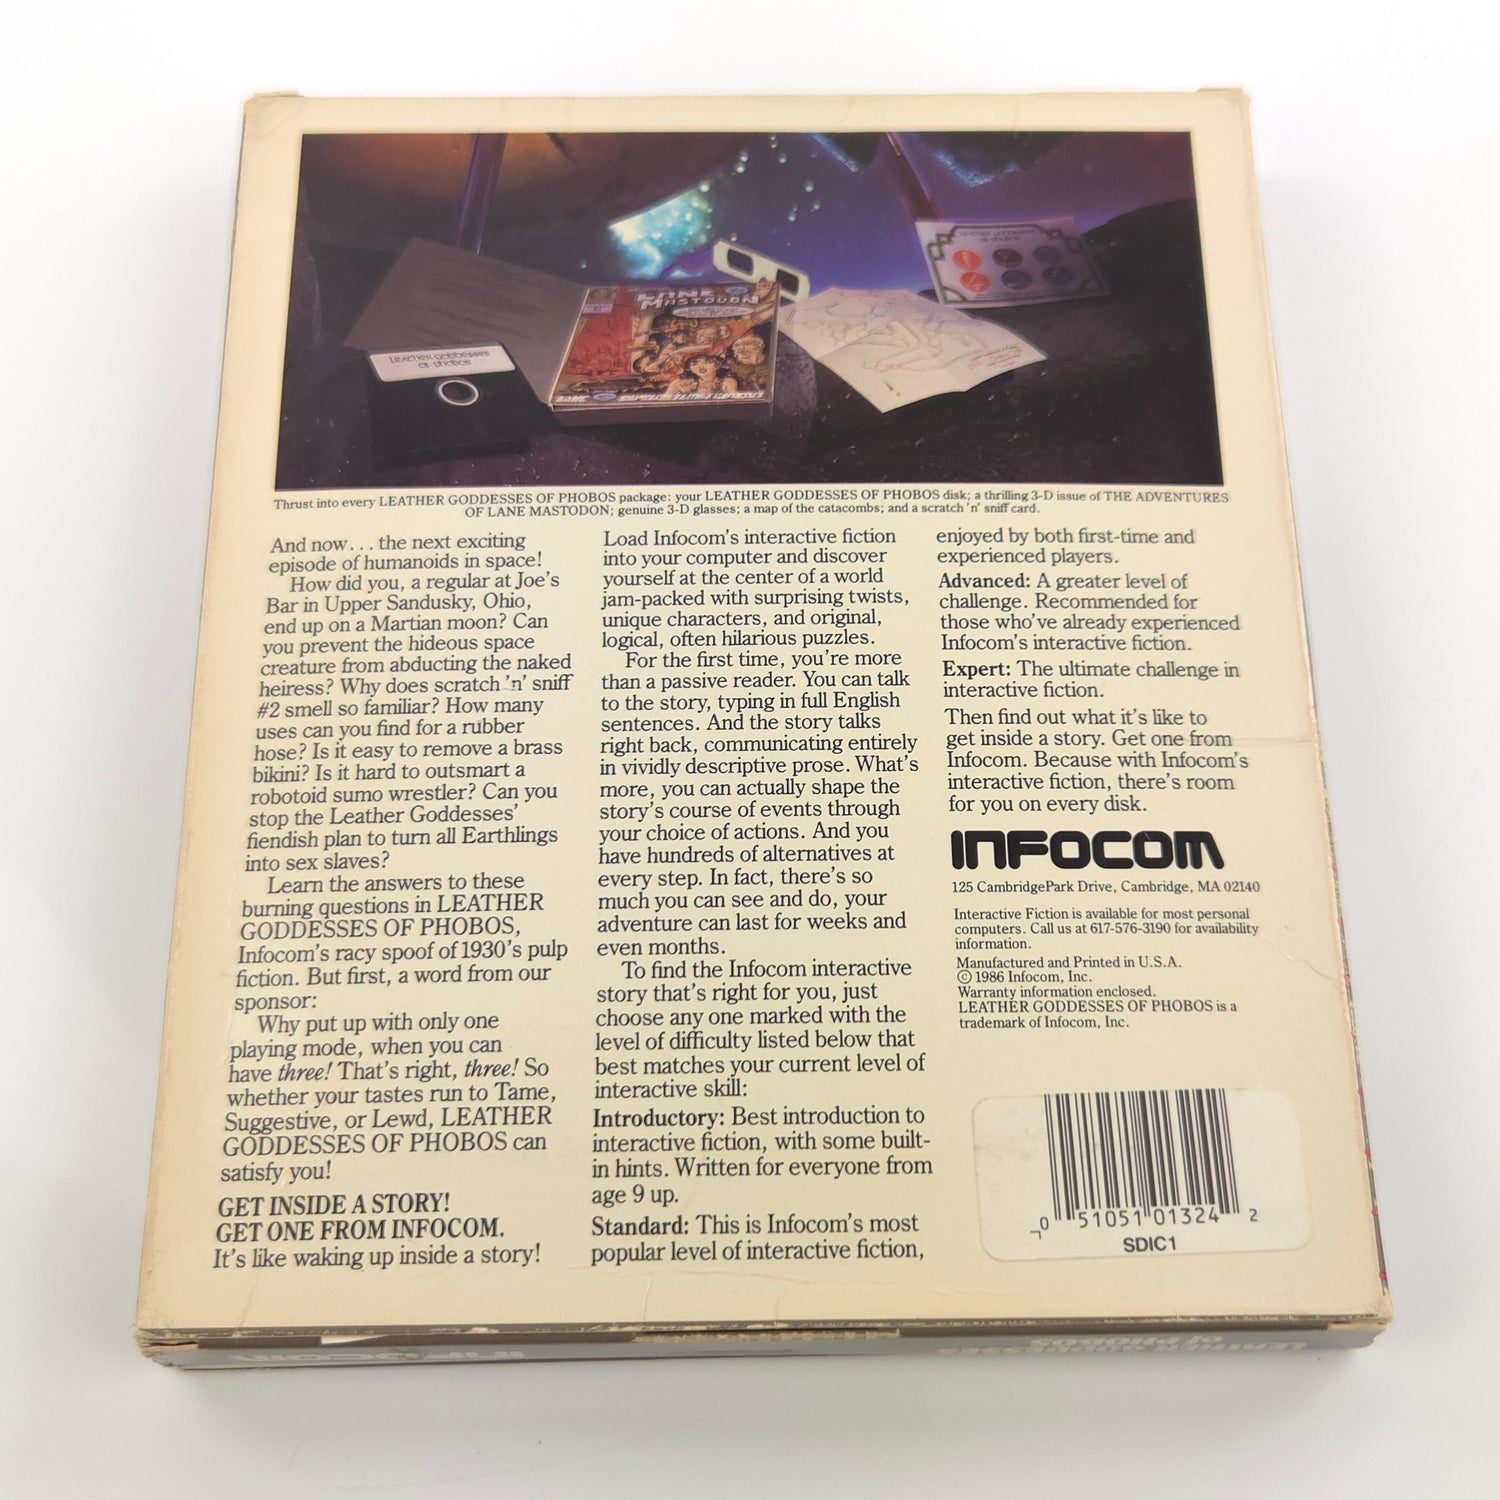 LEATHER GODDESSES
OF PHOBOS
LANE
MASTODON
LEATHER GODDESSES
OF PHOBOS
Thrust into every LEATHER GODDESSES OF PHOBOS package: your LEATHER GODDESSES OF PHOBOS disk; a thrilling 3-D issue of THE ADVENTURES
OF LANE MASTODON; genuine 3-D glasses; a map of the catacombs; and a scratch 'n' sniff card.
And now... the next exciting
episode of humanoids in space!
How did you, a regular at Joe's
Bar in Upper Sandusky, Ohio,
end up on a Martian moon? Can
you prevent the hideous space
creature from abducting the naked
heiress? Why does scratch 'n' sniff
#2 smell so familiar? How many
uses can you find for a rubber
hose? Is it easy to remove a brass
bikini? Is it hard to outsmart a
robotoid sumo wrestler? Can you
stop the Leather Goddesses'
fiendish plan to turn all Earthlings
into sex slaves?
Learn the answers to these
burning questions in LEATHER
GODDESSES OF PHOBOS,
Infocom's racy spoof of 1930's pulp
fiction. But first, a word from our
sponsor:
Why put up with only one
playing mode, when you can
have three! That's right, three! So
whether your tastes run to Tame,
Suggestive, or Lewd, LEATHER
GODDESSES OF PHOBOS can
satisfy you!
GET INSIDE A STORY!
GET ONE FROM INFOCOM.
It's like waking up inside a story!
Load Infocom's interactive fiction
into your computer and discover
yourself at the center of a world
jam-packed with surprising twists,
unique characters, and original,
logical, often hilarious puzzles.
For the first time, you're more
than a passive reader. You can talk
to the story, typing in full English
sentences. And the story talks
right back, communicating entirely
in vividly descriptive prose. What's
more, you can actually shape the
story's course of events through
your choice of actions. And you
have hundreds of alternatives at
every step. In fact, there's so
much you can see and do, your
adventure can last for weeks and
even months.
To find the Infocom interactive
story that's right for you, just
choose any one marked with the
level of difficulty listed below that
best matches your current level of
interactive skill:
Introductory: Best introduction to
interactive fiction, with some built-
in hints. Written for everyone from
age 9 up.
Standard: This is Infocom's most
popular level of interactive fiction,
enjoyed by both first-time and
experienced players.
Advanced: A greater level of
challenge. Recommended for
those who've already experienced
Infocom's interactive fiction.
Expert: The ultimate challenge in
interactive fiction.
Then find out what it's like to
get inside a story. Get one from
Infocom. Because with Infocom's
interactive fiction, there's room
for you on every disk.
INFOCOM
125 CambridgePark Drive, Cambridge, MA 02140
Interactive Fiction is available for most personal
computers. Call us at 617-576-3190 for availability
information.
Manufactured and Printed in U.S.A.
© 1986 Infocom, Inc.
Warranty information enclosed.
LEATHER GODDESSES OF PHOBOS is a
trademark of Infocom, Inc.
0 51051 01324 2
SDIC1
INFOCOM
LEATHER GODDESSES
OF PHOBOS